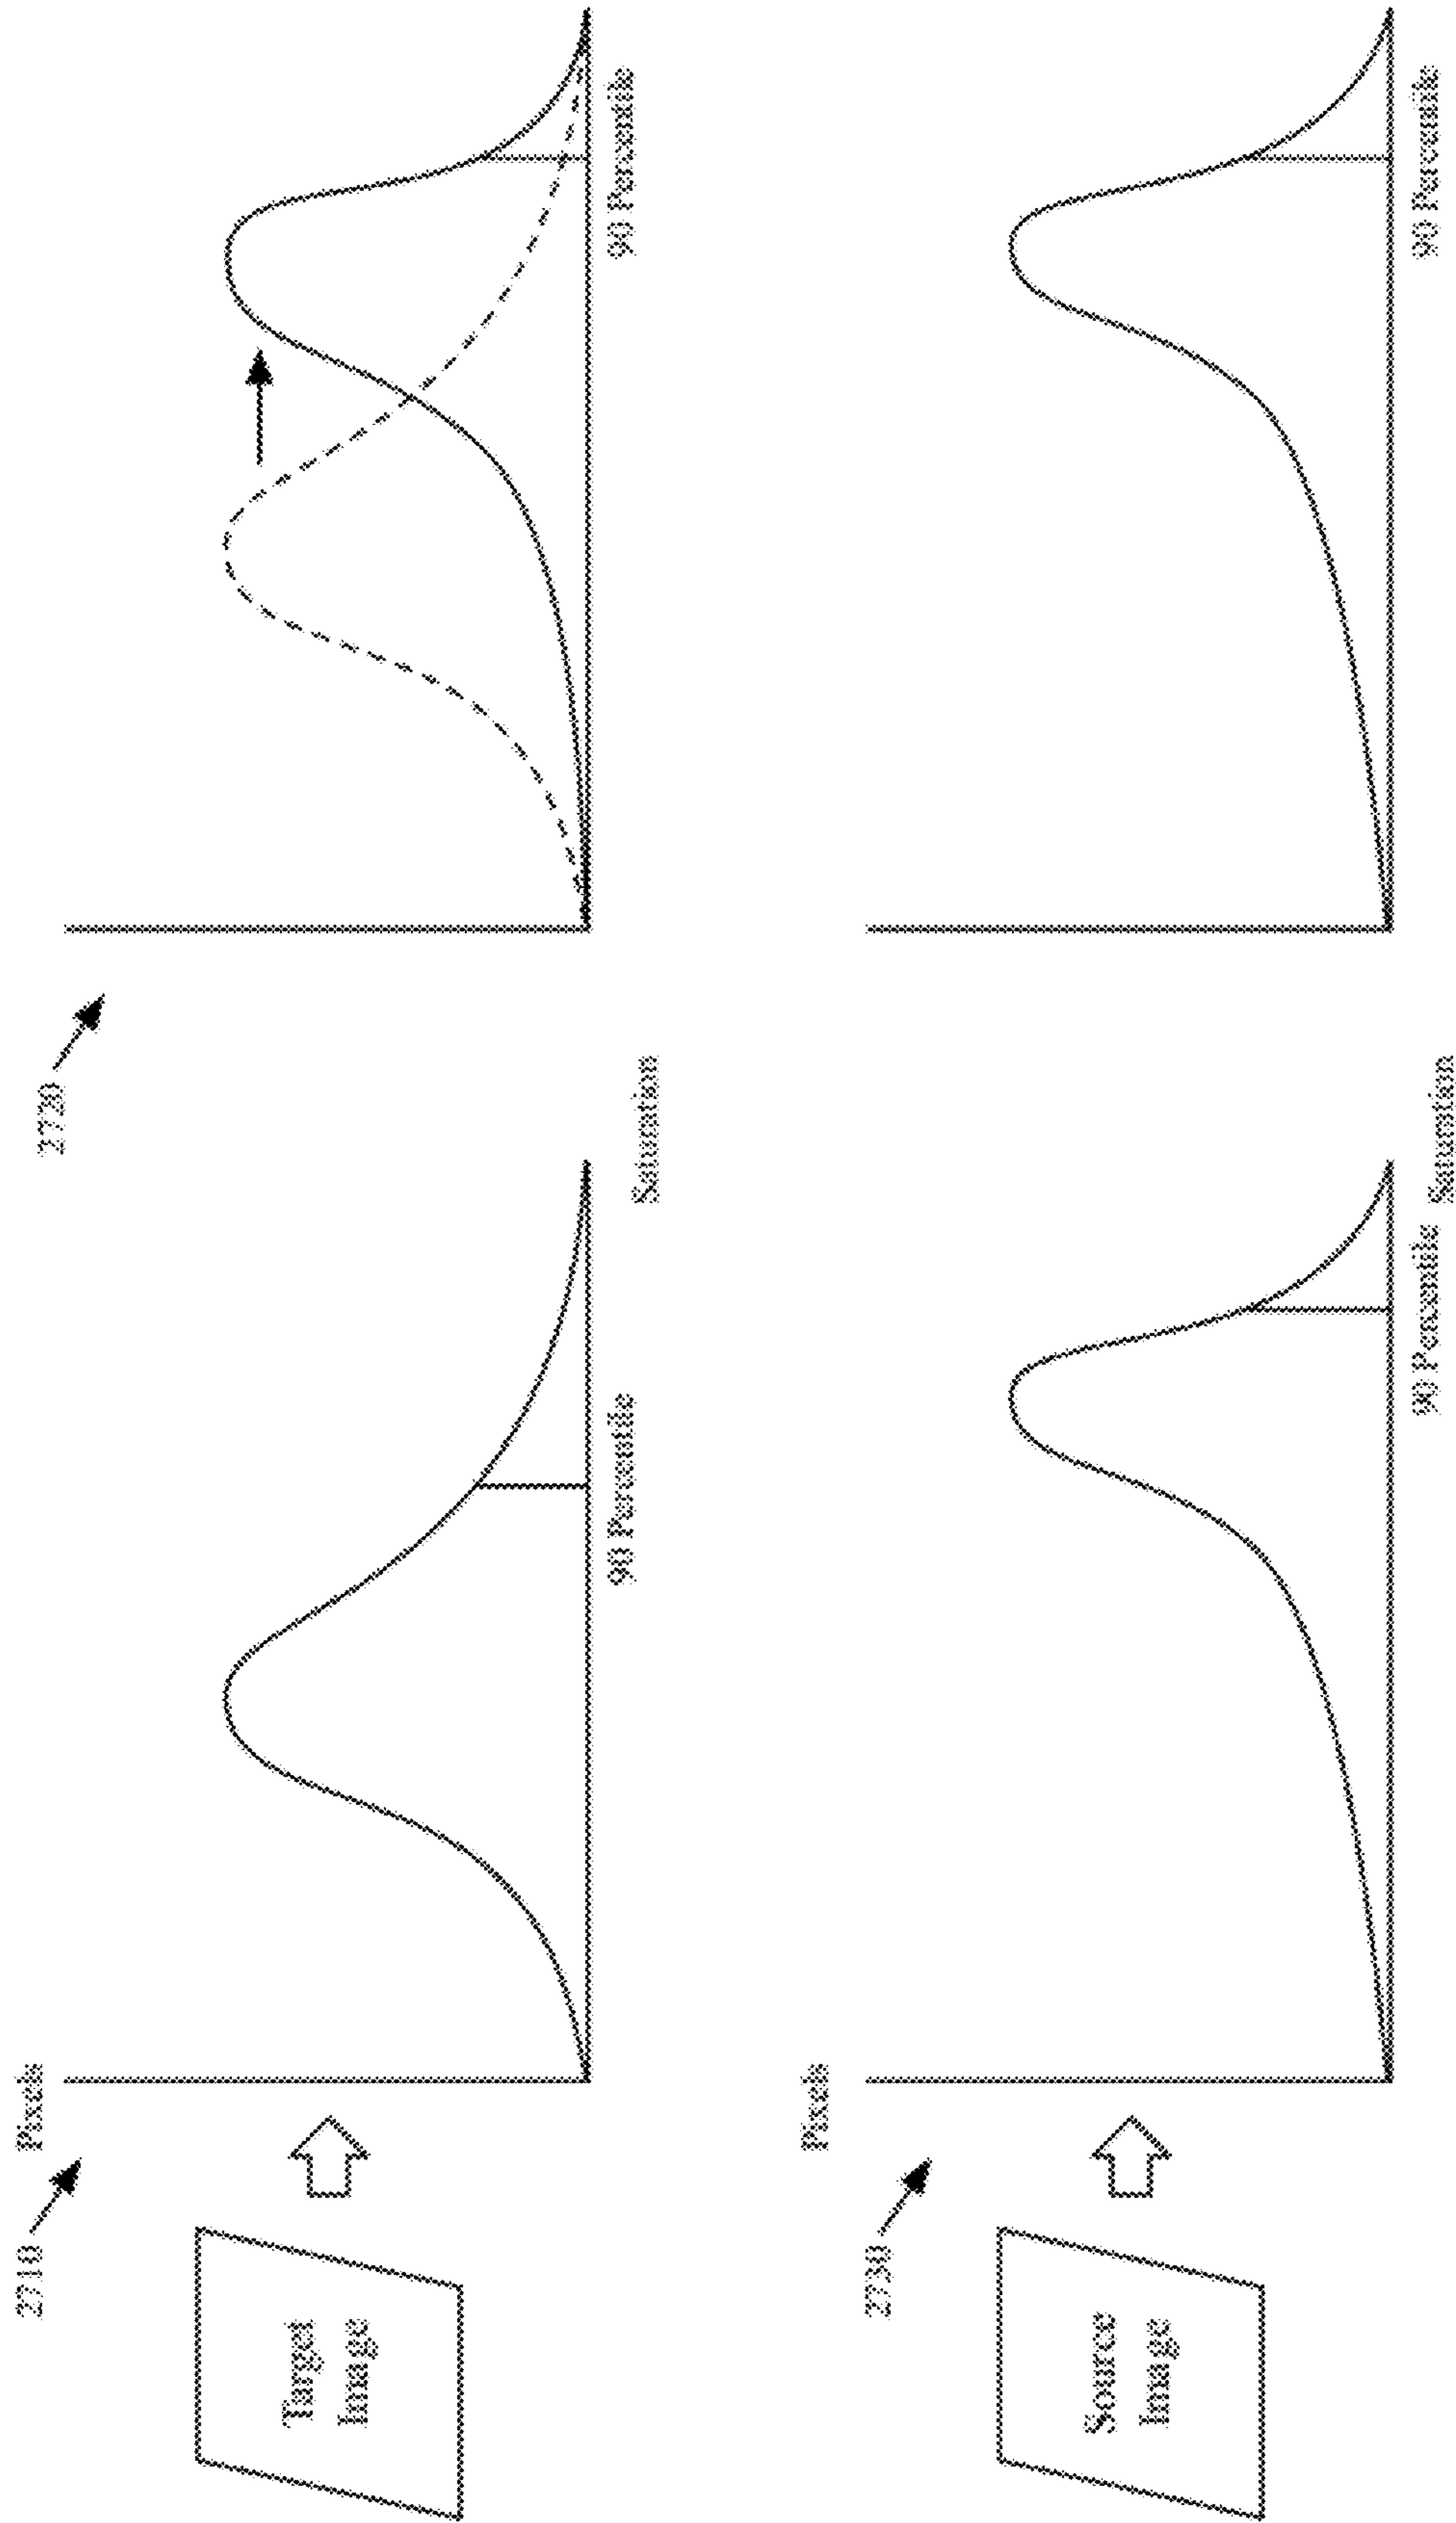 2710
Pixels
Target
Image
90 Percentile
Saturation
2720
90 Percentile
2730
Pixels
Source
Image
90 Percentile
Saturation
90 Percentile